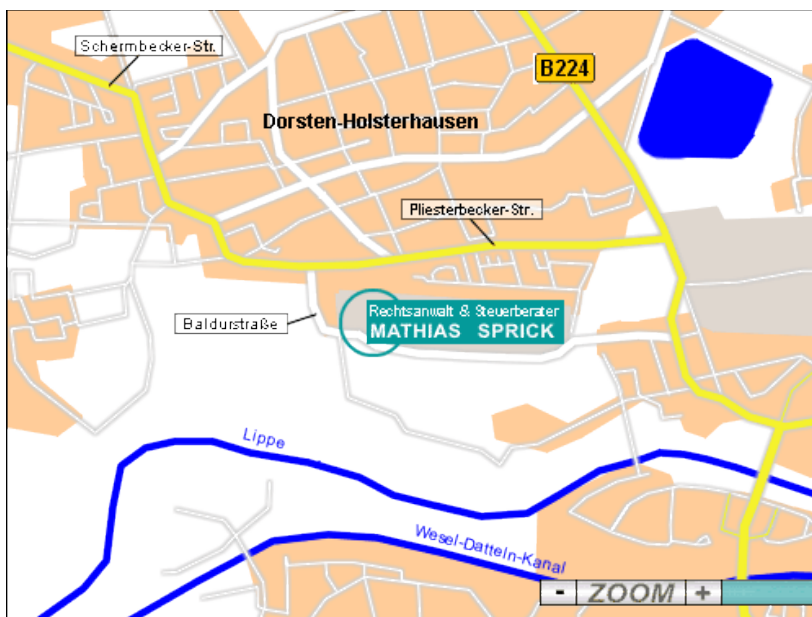 Schermbecker-Str.
B224
Dorsten-Holsterhausen
Pliesterbecker-Str.
Rechtsanwalt & Steuerberater
MATHIAS SPRICK
Baldurstraße
Lippe
Wesel-Datteln-Kanal
- ZOOM +